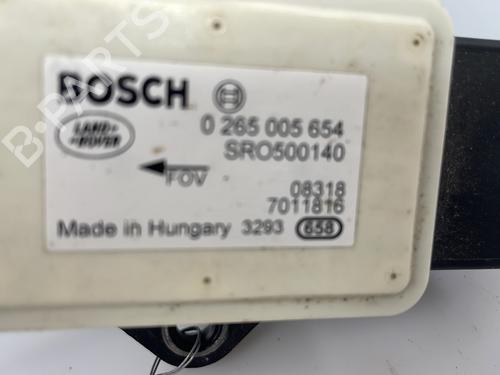 BOSCH
0 265 005 654
LAND-
-ROVER
SRO500140
FOV
08318
7011816
Made in Hungary 3293 658
B-PARTS